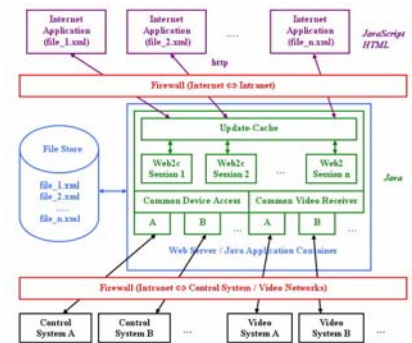 Internet
Application
(file_1.xml)
Internet
Application
(file_2.xml)
....
Internet
Application
(file_n.xml)
JavaScript
HTML
http
Firewall (Internet ⇔ Intranet)
Update-Cache
File Store
file_1.xml
file_2.xml
....
file_n.xml
Web2c
Session 1
Web2c
Session 2
...
Web2
Session n
Java
Common Device Access
Common Video Receiver
A
B
...
A
B
...
Web Server / Java Application Container
Firewall (Intranet ⇔ Control System / Video Networks)
Control
System A
Control
System B
...
Video
System A
Video
System B
...